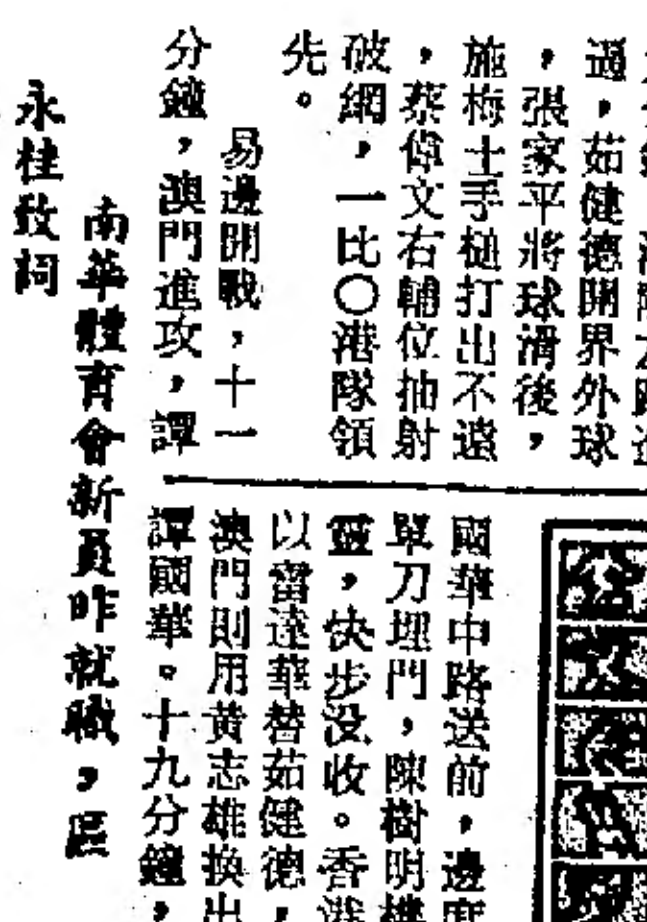 過，茹健德開界外球
，張家平將球滑後，
施梅士手槌打出不遠
，蔡偉文右輔位抽射
破網，一比〇港隊領
先。
易邊開戰，十一
分鐘，澳門進攻，譚
國華中路送前，邊
單刀埋門，陳樹明機
靈，快步没收。香港
以雷達華替茹健德，
澳門則用黃志雄換出
譚國華。十九分鐘，
南華體育會新員昨就職，區
永桂致詞